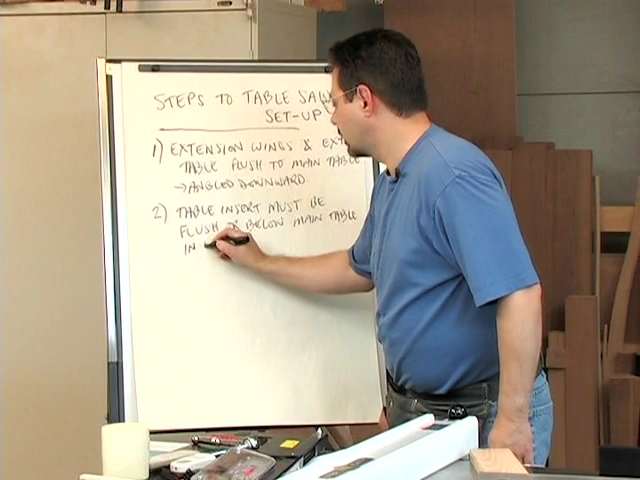 STEPS TO TABLE SAW
SET-UP
1) EXTENSION WINGS & EXT
TABLE FLUSH TO MAIN TABLE
→ ANGLED DOWNWARD
2) TABLE INSERT MUST BE
FLUSH OR BELOW MAIN TABLE
IN